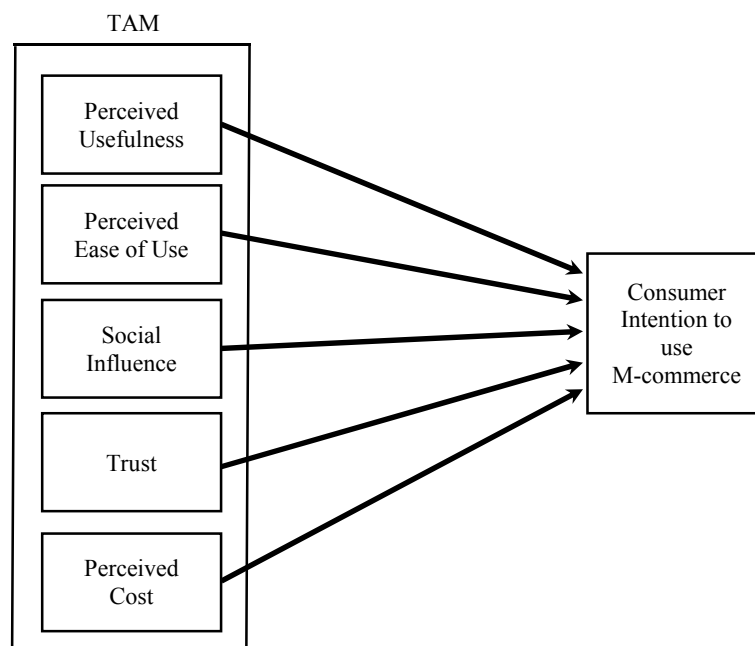 TAM
Perceived
Usefulness
Perceived
Ease of Use
Social
Influence
Trust
Perceived
Cost
Consumer
Intention to
use
M-commerce